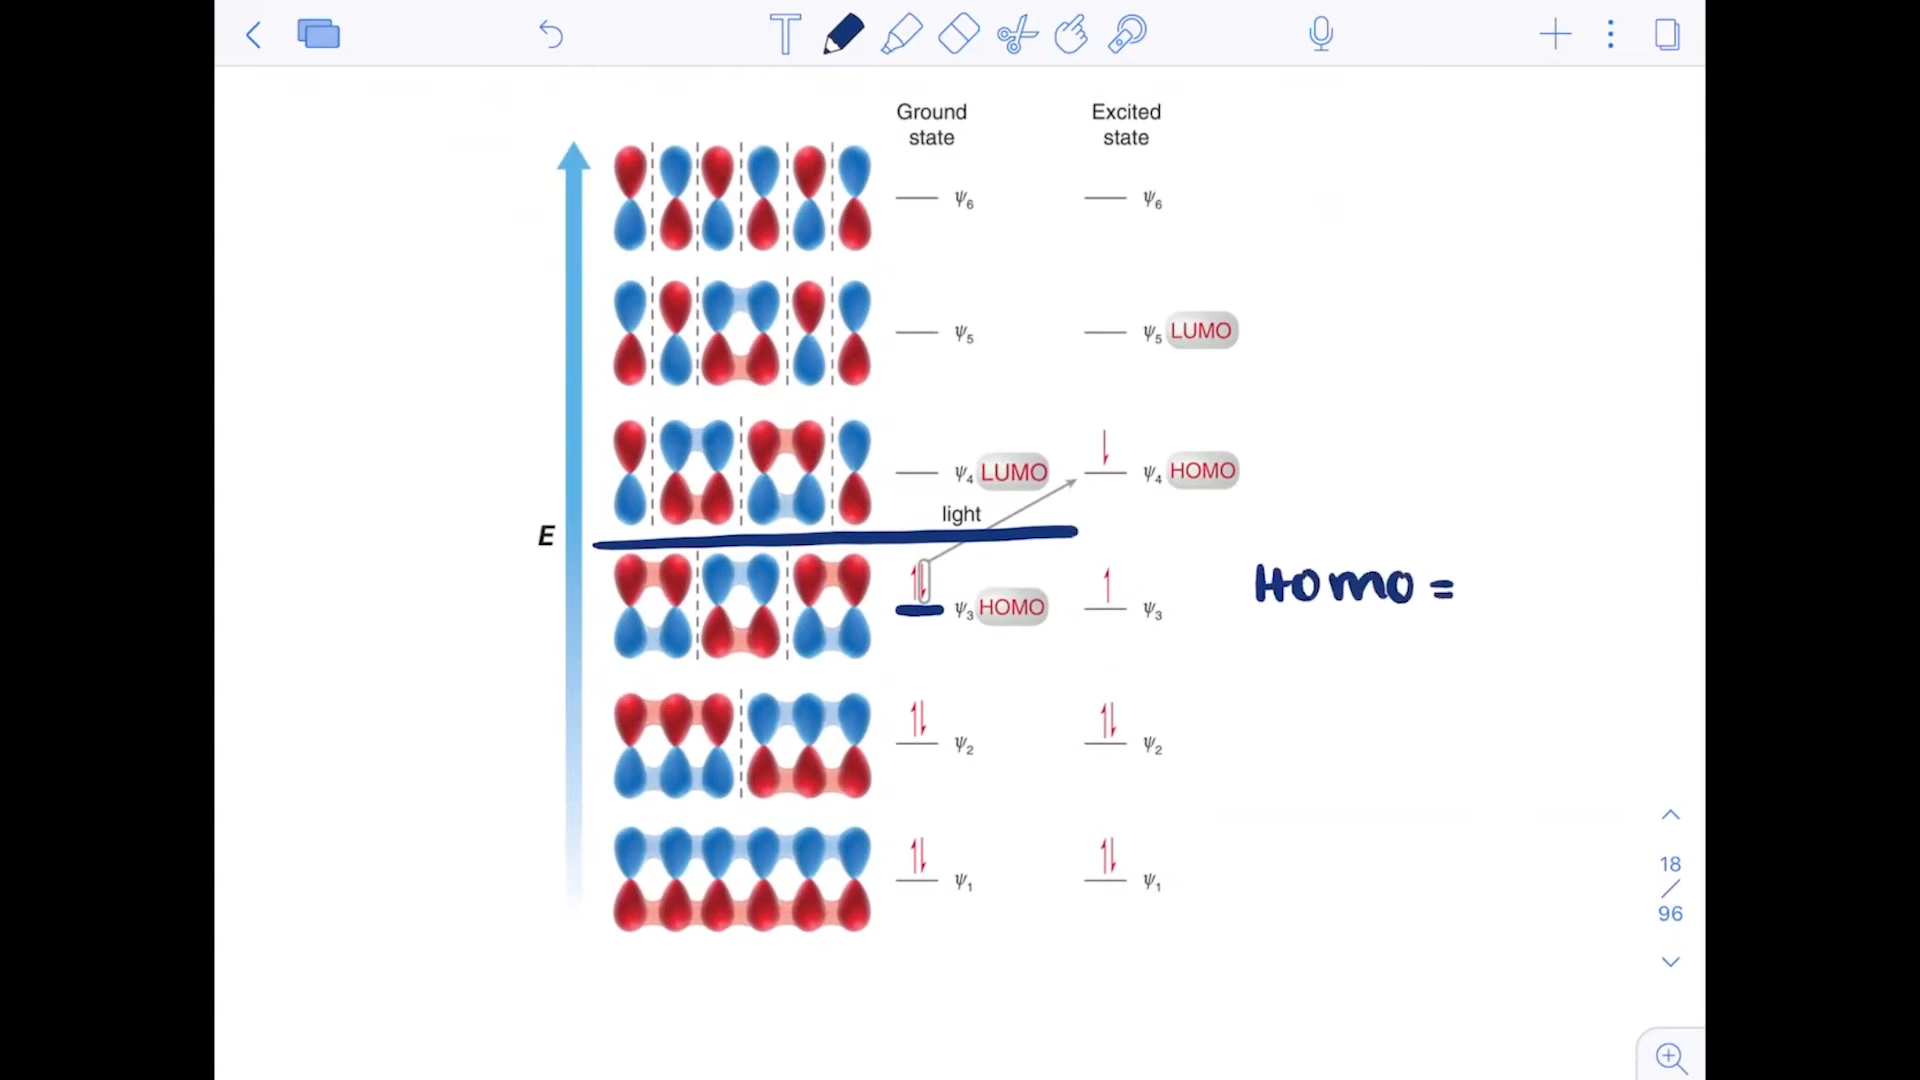 Ground state
Excited state
ψ6
ψ6
ψ5
ψ5 LUMO
ψ4 LUMO
ψ4 HOMO
light
E
ψ3 HOMO
ψ3
Homo =
ψ2
ψ2
ψ1
ψ1
18
/
96
T